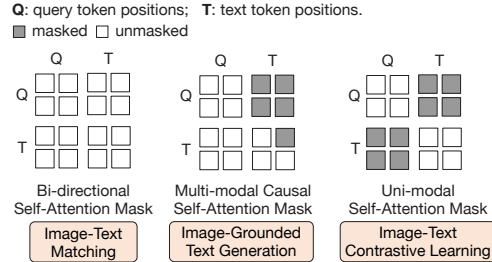 Q: query token positions; T: text token positions.
masked unmasked
Q T Q T Q T
Q Q Q
T T T
Bi-directional Multi-modal Causal Uni-modal
Self-Attention Mask Self-Attention Mask Self-Attention Mask
Image-Text Image-Grounded Image-Text
Matching Text Generation Contrastive Learning